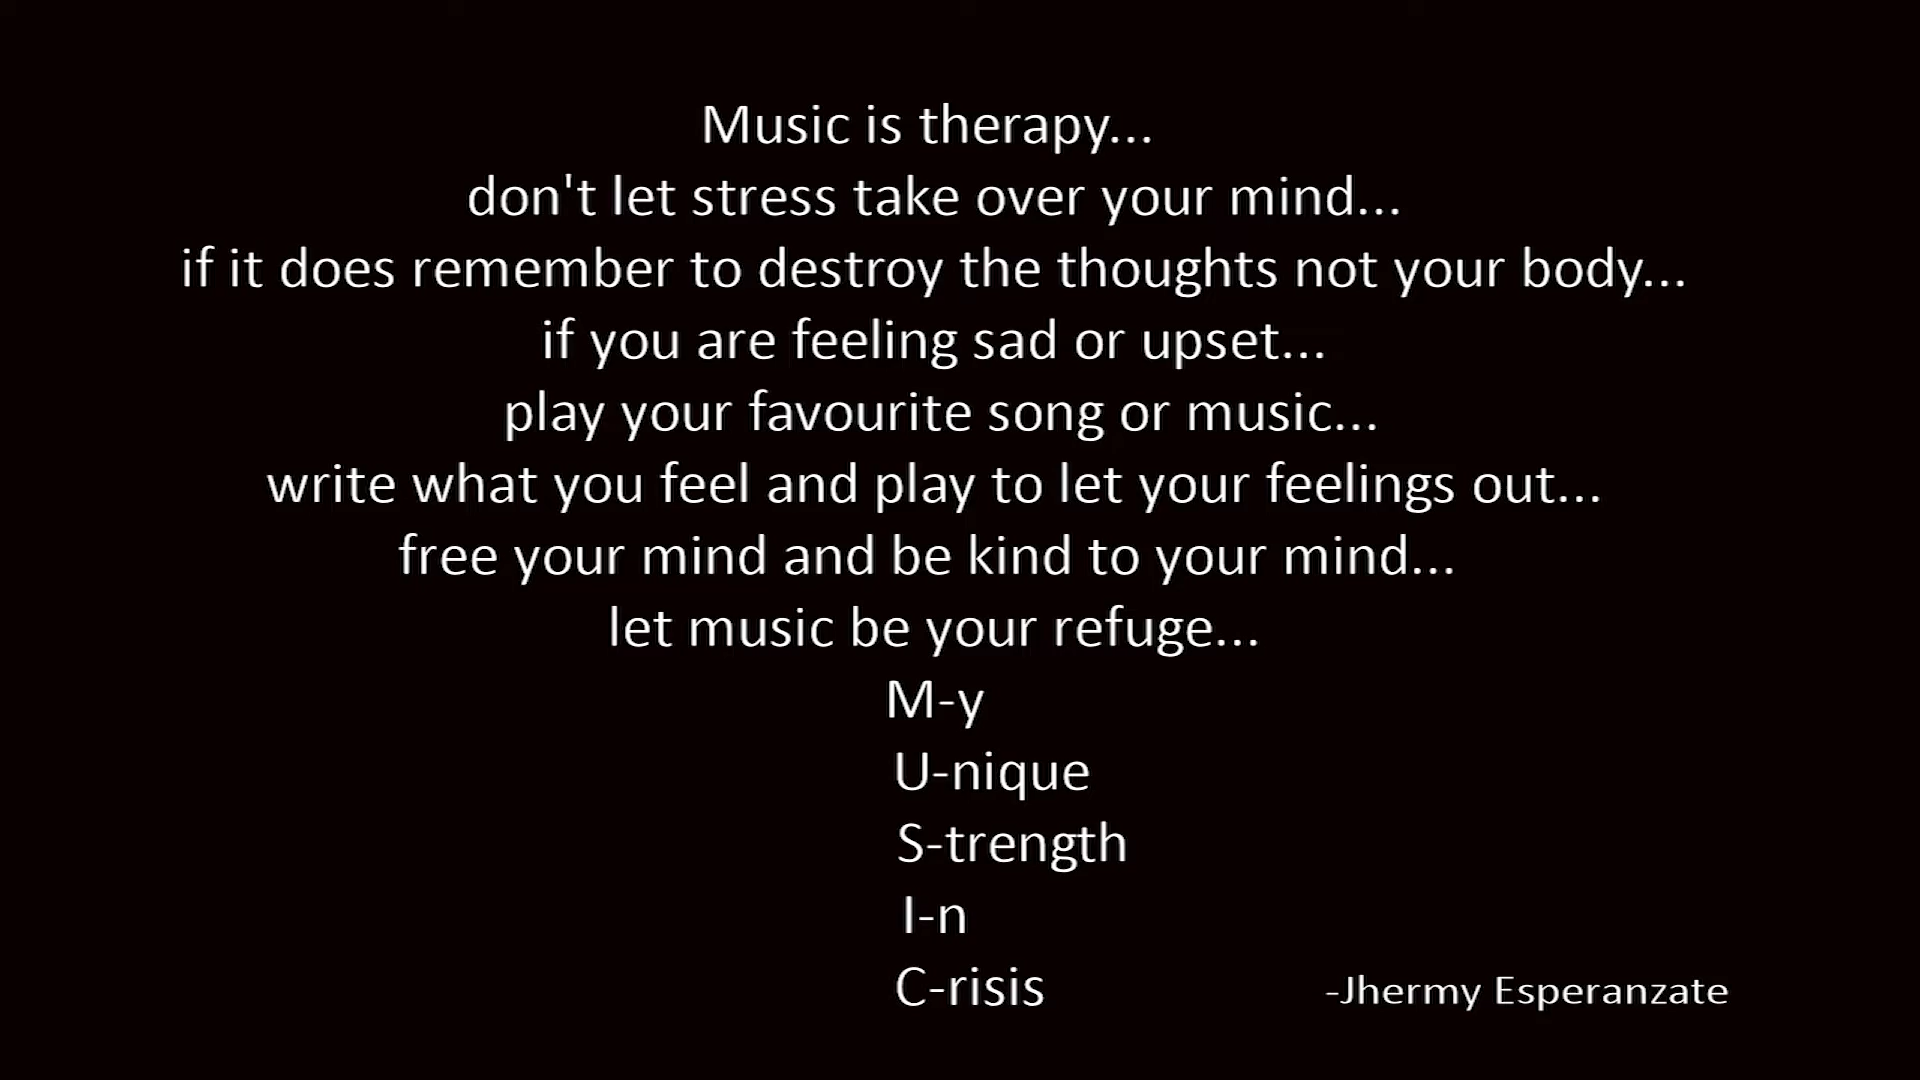 Music is therapy...
don't let stress take over your mind...
if it does remember to destroy the thoughts not your body...
if you are feeling sad or upset...
play your favourite song or music...
write what you feel and play to let your feelings out...
free your mind and be kind to your mind...
let music be your refuge...
M-y
U-nique
S-trength
I-n
C-risis
-Jhermy Esperanzate